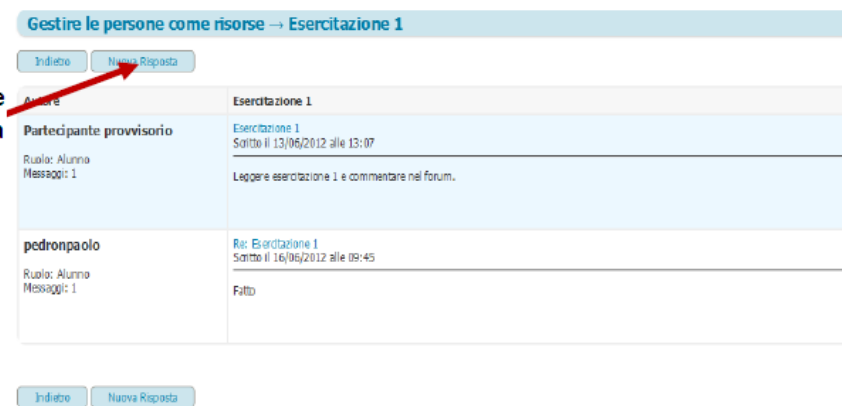 Gestire le persone come risorse → Esercitazione 1
Indietro Nuova Risposta
e
Autore Esercitazione 1
Partecipante provvisorio
Esercitazione 1
Scritto il 13/06/2012 alle 13:07
Ruolo: Alunno
Messaggi: 1
Leggere esercitazione 1 e commentare nel forum.
pedronpaolo
Re: Esercitazione 1
Scritto il 16/06/2012 alle 09:45
Ruolo: Alunno
Messaggi: 1
Fatto
Indietro Nuova Risposta